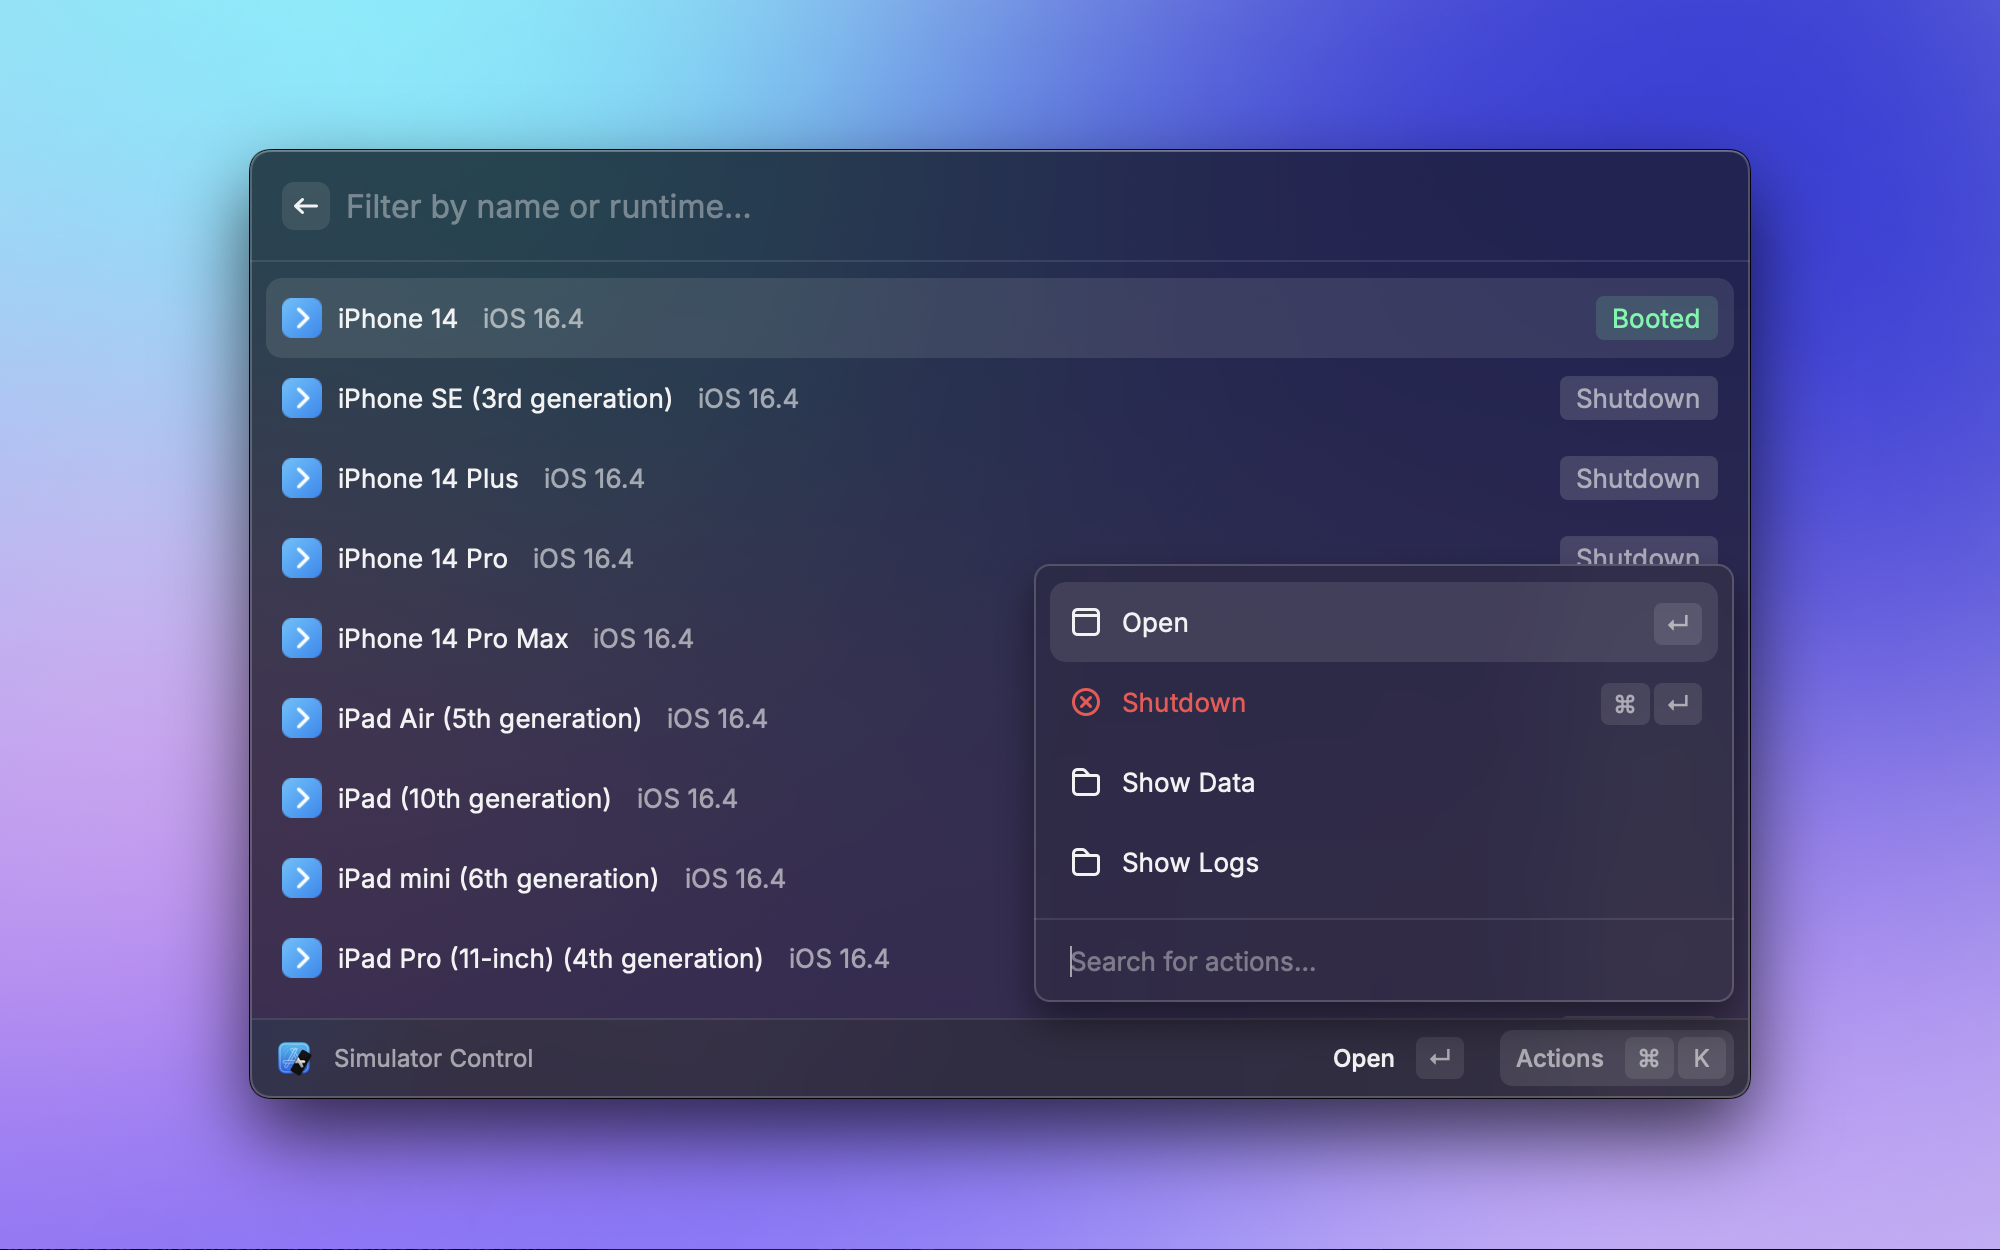 Filter by name or runtime...
iPhone 14 iOS 16.4 Booted
iPhone SE (3rd generation) iOS 16.4 Shutdown
iPhone 14 Plus iOS 16.4 Shutdown
iPhone 14 Pro iOS 16.4 Shutdown
iPhone 14 Pro Max iOS 16.4
iPad Air (5th generation) iOS 16.4
iPad (10th generation) iOS 16.4
iPad mini (6th generation) iOS 16.4
iPad Pro (11-inch) (4th generation) iOS 16.4
Open ↵
Shutdown ⌘ ↵
Show Data
Show Logs
Search for actions...
Simulator Control Open ↵ Actions ⌘ K